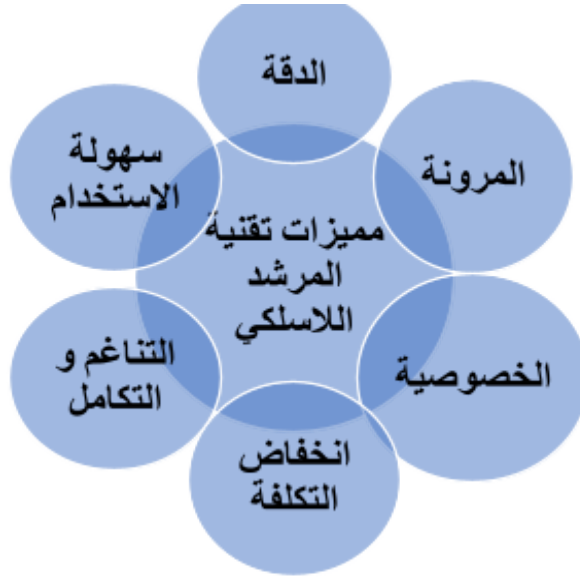 الدقة
المرونة
الخصوصية
انخفاض
التكلفة
التناغم و
التكامل
سهولة
الاستخدام
مميزات تقنية
المرشد
اللاسلكي